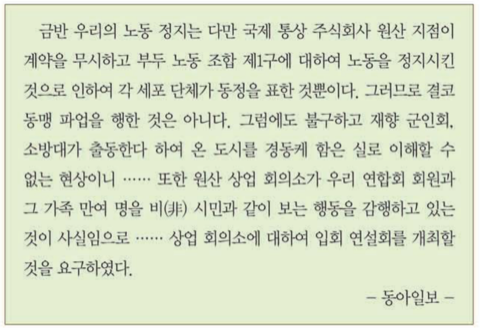 금번 우리의 노동 정지는 다만 국제 통상 주식회사 원산 지점이
계약을 무시하고 부두 노동 조합 제1구에 대하여 노동을 정지시킨
것으로 인하여 각 세포 단체가 동정을 표한 것뿐이다. 그러므로 결코
동맹 파업을 행한 것은 아니다. 그럼에도 불구하고 재향 군인회,
소방대가 출동한다 하여 온 도시를 경동케 함은 실로 이해할 수
없는 현상이니 …… 또한 원산 상업 회의소가 우리 연합회 회원과
그 가족 만여 명을 비(非) 시민과 같이 보는 행동을 감행하고 있는
것이 사실임으로 …… 상업 회의소에 대하여 입회 연설회를 개최할
것을 요구하였다.
– 동아일보 –